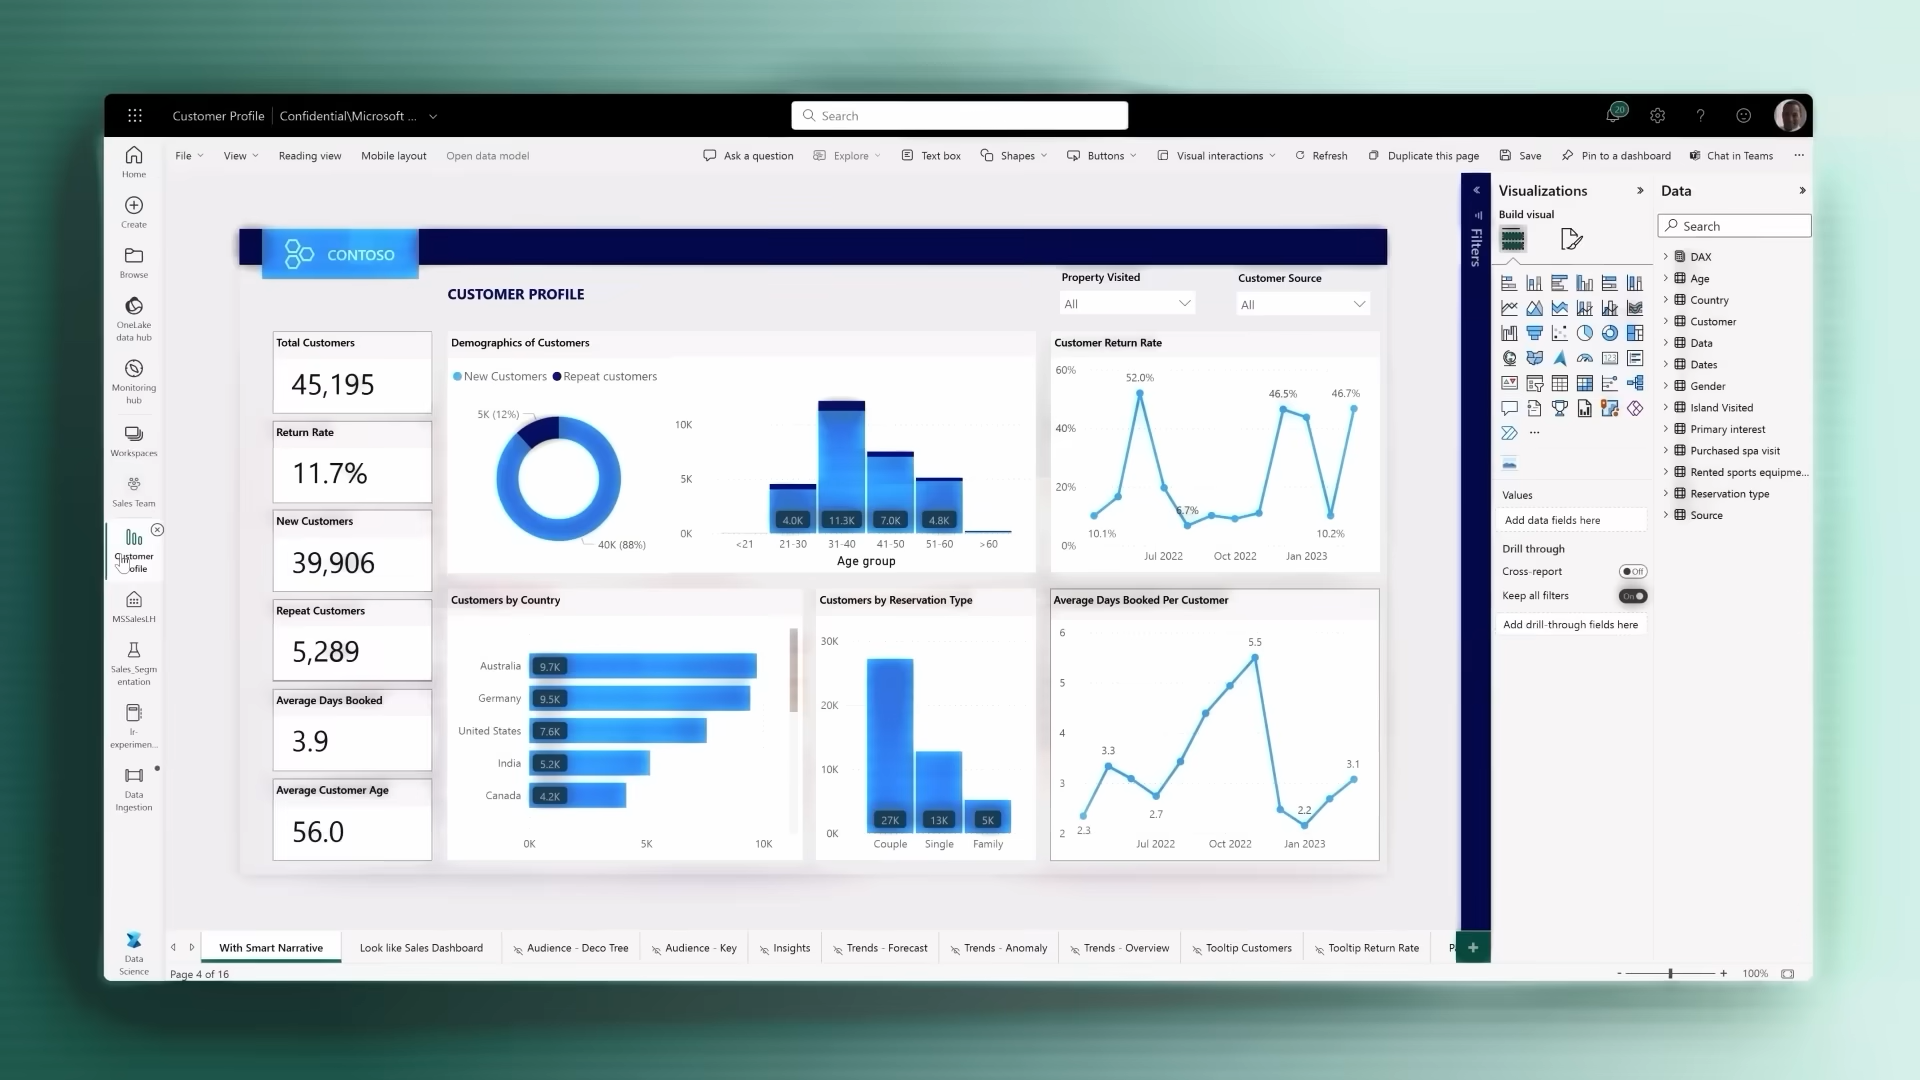 Customer Profile
Confidential\Microsoft ...
Search
20
Home
Create
Browse
OneLake
data hub
Monitoring
hub
Workspaces
Sales Team
Customer
MSSalesLH
Sales_Segm
entation
experimen...
Data
Ingestion
Data
Science
File
View
Reading view
Mobile layout
Open data model
Ask a question
Explore
Text box
Shapes
Buttons
Visual interactions
Refresh
Duplicate this page
Save
Pin to a dashboard
Chat in Teams
...
CONTOSO
CUSTOMER PROFILE
Property Visited
All
Customer Source
All
Total Customers
45,195
Return Rate
11.7%
New Customers
39,906
Repeat Customers
5,289
Average Days Booked
3.9
Average Customer Age
56.0
Demographics of Customers
New Customers Repeat customers
5K (12%)
40K (88%)
10K
5K
0K
4.0K 11.3K 7.0K 4.8K
<21 21-30 31-40 41-50 51-60 >60
Age group
Customer Return Rate
60%
40%
20%
0%
52.0%
46.5%
46.7%
6.7%
10.1%
10.2%
Jul 2022 Oct 2022 Jan 2023
Customers by Country
Australia 9.7K
Germany 9.5K
United States 7.6K
India 5.2K
Canada 4.2K
0K 5K 10K
Customers by Reservation Type
30K
20K
10K
0K
27K 13K 5K
Couple Single Family
Average Days Booked Per Customer
6
5
4
3
2
5.5
3.3
3.1
2.7
2.2
2.3
Jul 2022 Oct 2022 Jan 2023
Filters
Visualizations
Build visual
123
...
Values
Add data fields here
Drill through
Cross-report
Off
Keep all filters
On
Add drill-through fields here
Data
Search
DAX
Age
Country
Customer
Data
Dates
Gender
Island Visited
Primary interest
Purchased spa visit
Rented sports equipme...
Reservation type
Source
With Smart Narrative
Look like Sales Dashboard
Audience - Deco Tree
Audience - Key
Insights
Trends - Forecast
Trends - Anomaly
Trends - Overview
Tooltip Customers
Tooltip Return Rate
+
Page 4 of 16
- + 100%